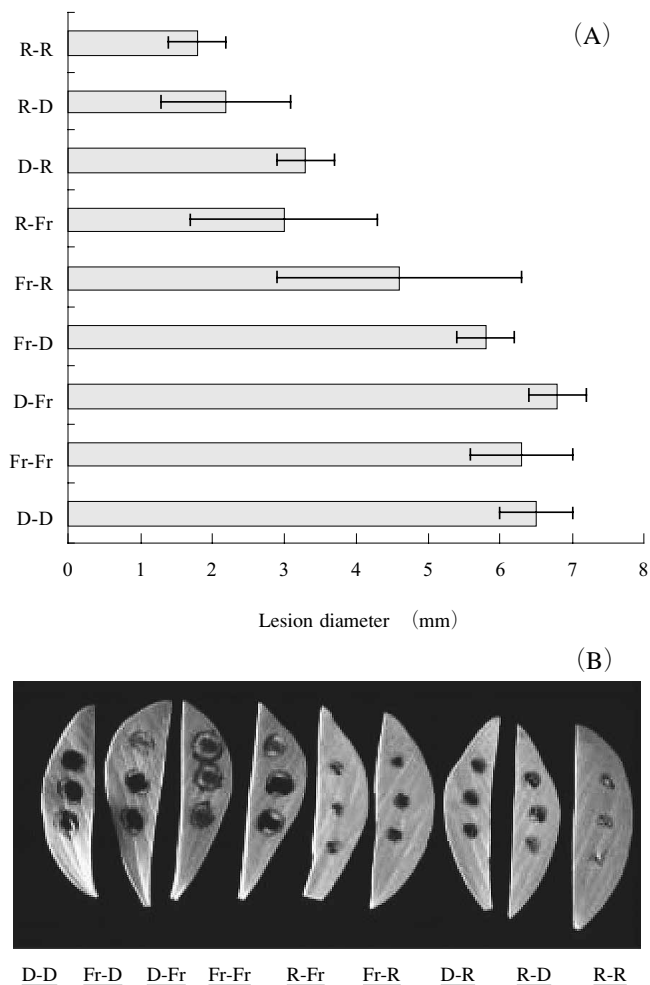 (A)
R-R
R-D
D-R
R-Fr
Fr-R
Fr-D
D-Fr
Fr-Fr
D-D
0 1 2 3 4 5 6 7 8
Lesion diameter (mm)
(B)
D-D Fr-D D-Fr Fr-Fr R-Fr Fr-R D-R R-D R-R